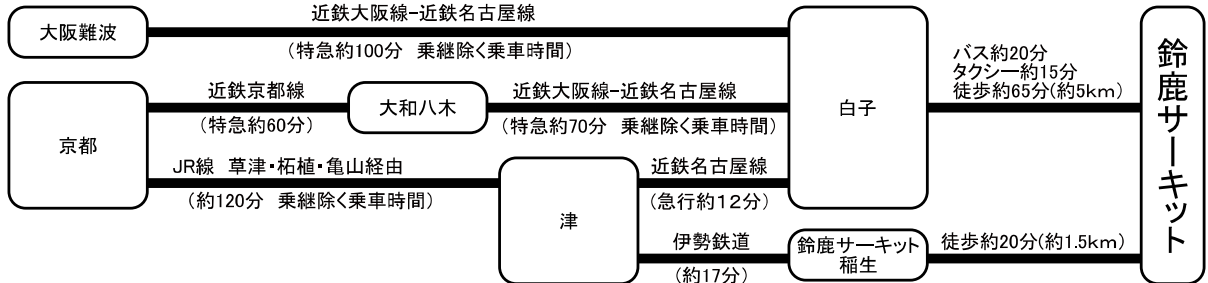 大阪難波
近鉄大阪線-近鉄名古屋線
(特急約100分 乗継除く乗車時間)
京都
近鉄京都線
(特急約60分)
大和八木
近鉄大阪線-近鉄名古屋線
(特急約70分 乗継除く乗車時間)
白子
バス約20分
タクシー約15分
徒歩約65分(約5km)
JR線 草津・柘植・亀山経由
(約120分 乗継除く乗車時間)
津
近鉄名古屋線
(急行約12分)
伊勢鉄道
(約17分)
鈴鹿サーキット
稲生
徒歩約20分(約1.5km)
鈴鹿サーキット